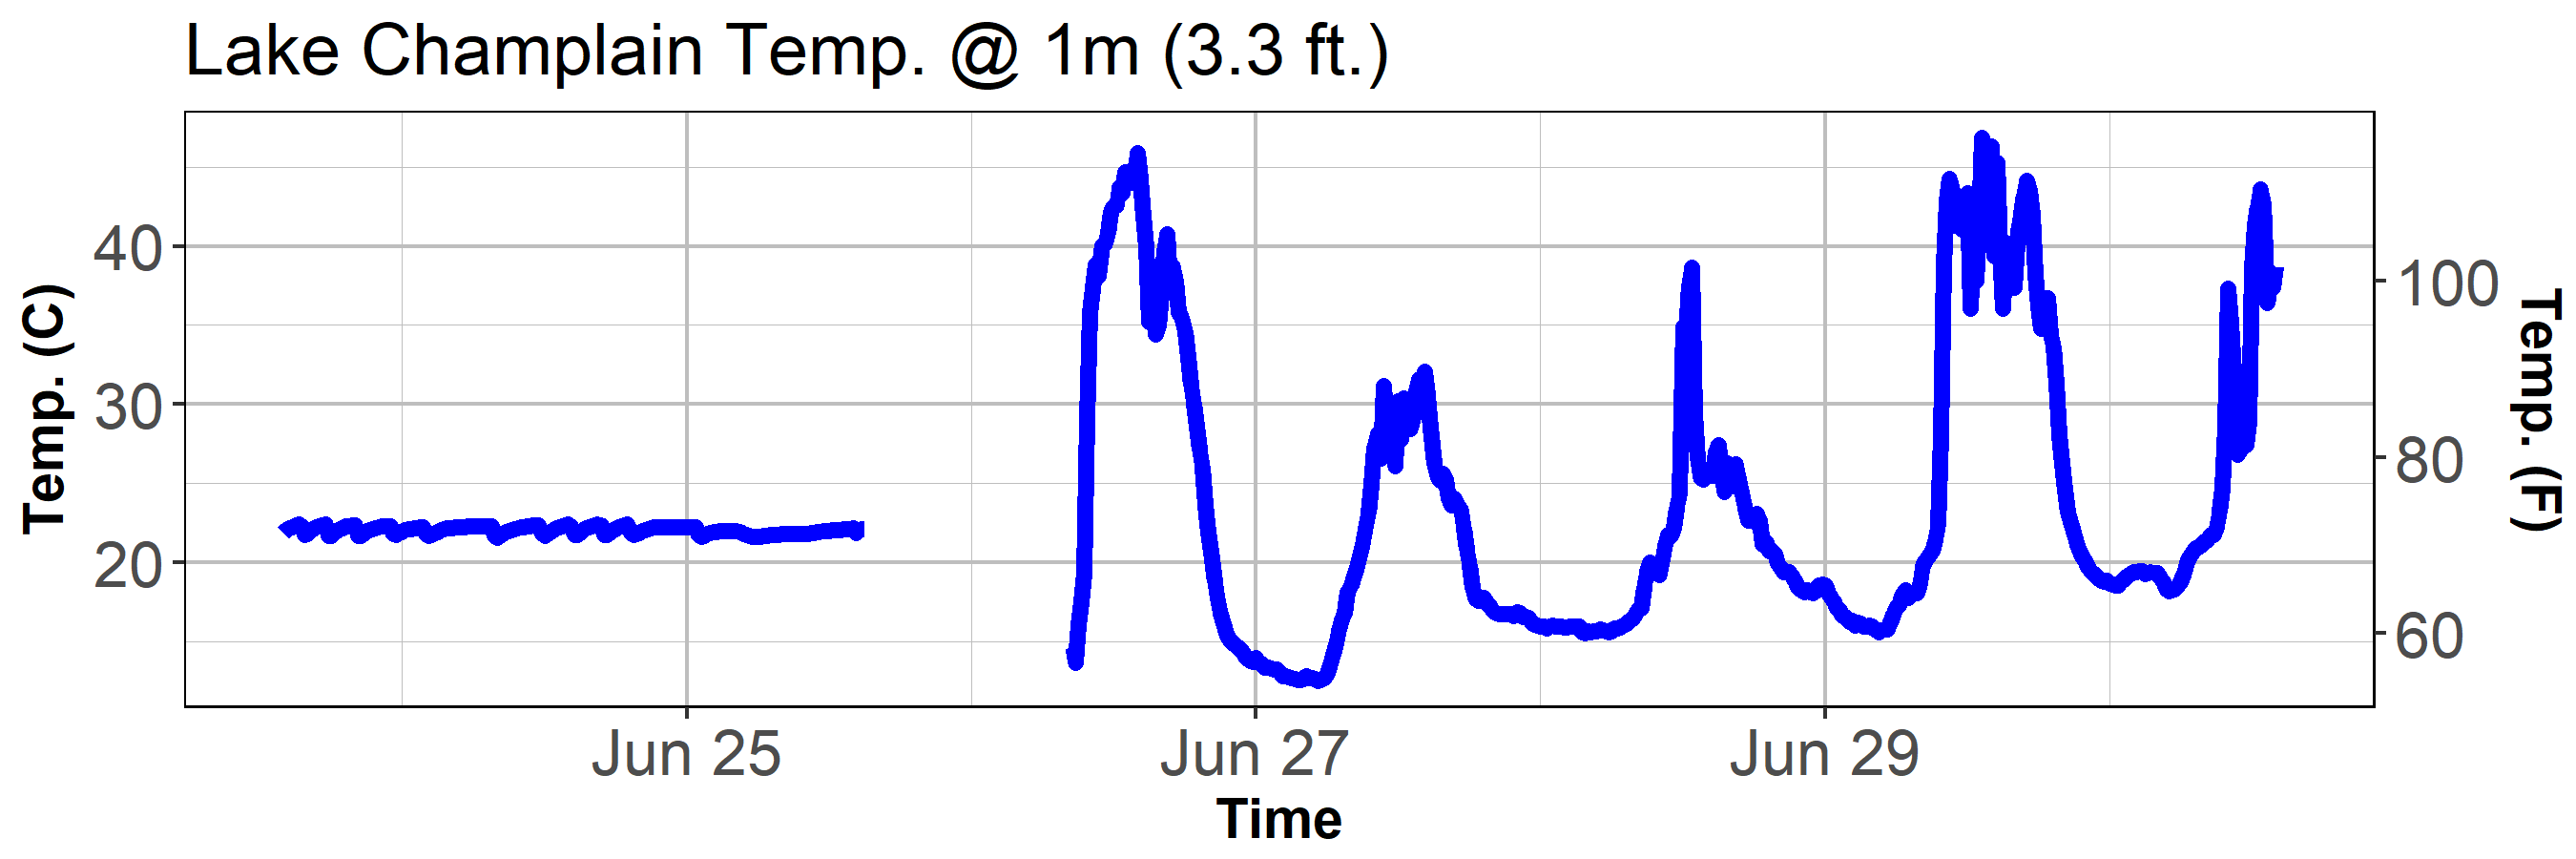 Lake Champlain Temp. @ 1m (3.3 ft.)
Temp. (C)
40
30
20
100
80
60
Temp. (F)
Jun 25
Jun 27
Jun 29
Time